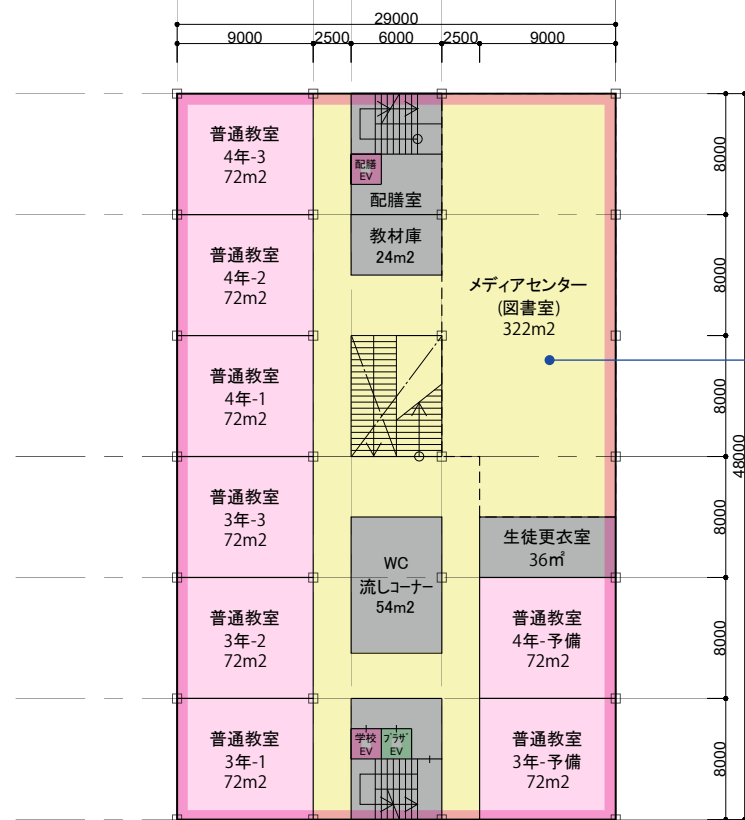 29000
9000
2500
6000
2500
9000
普通教室
4年-3
72m2
配膳
EV
配膳室
8000
普通教室
4年-2
72m2
教材庫
24m2
メディアセンター
(図書室)
322m2
8000
普通教室
4年-1
72m2
8000
48000
普通教室
3年-3
72m2
WC
流しコーナー
54m2
生徒更衣室
36㎡
8000
普通教室
3年-2
72m2
普通教室
4年-予備
72m2
8000
普通教室
3年-1
72m2
学校
EV
プラザ
EV
普通教室
3年-予備
72m2
8000